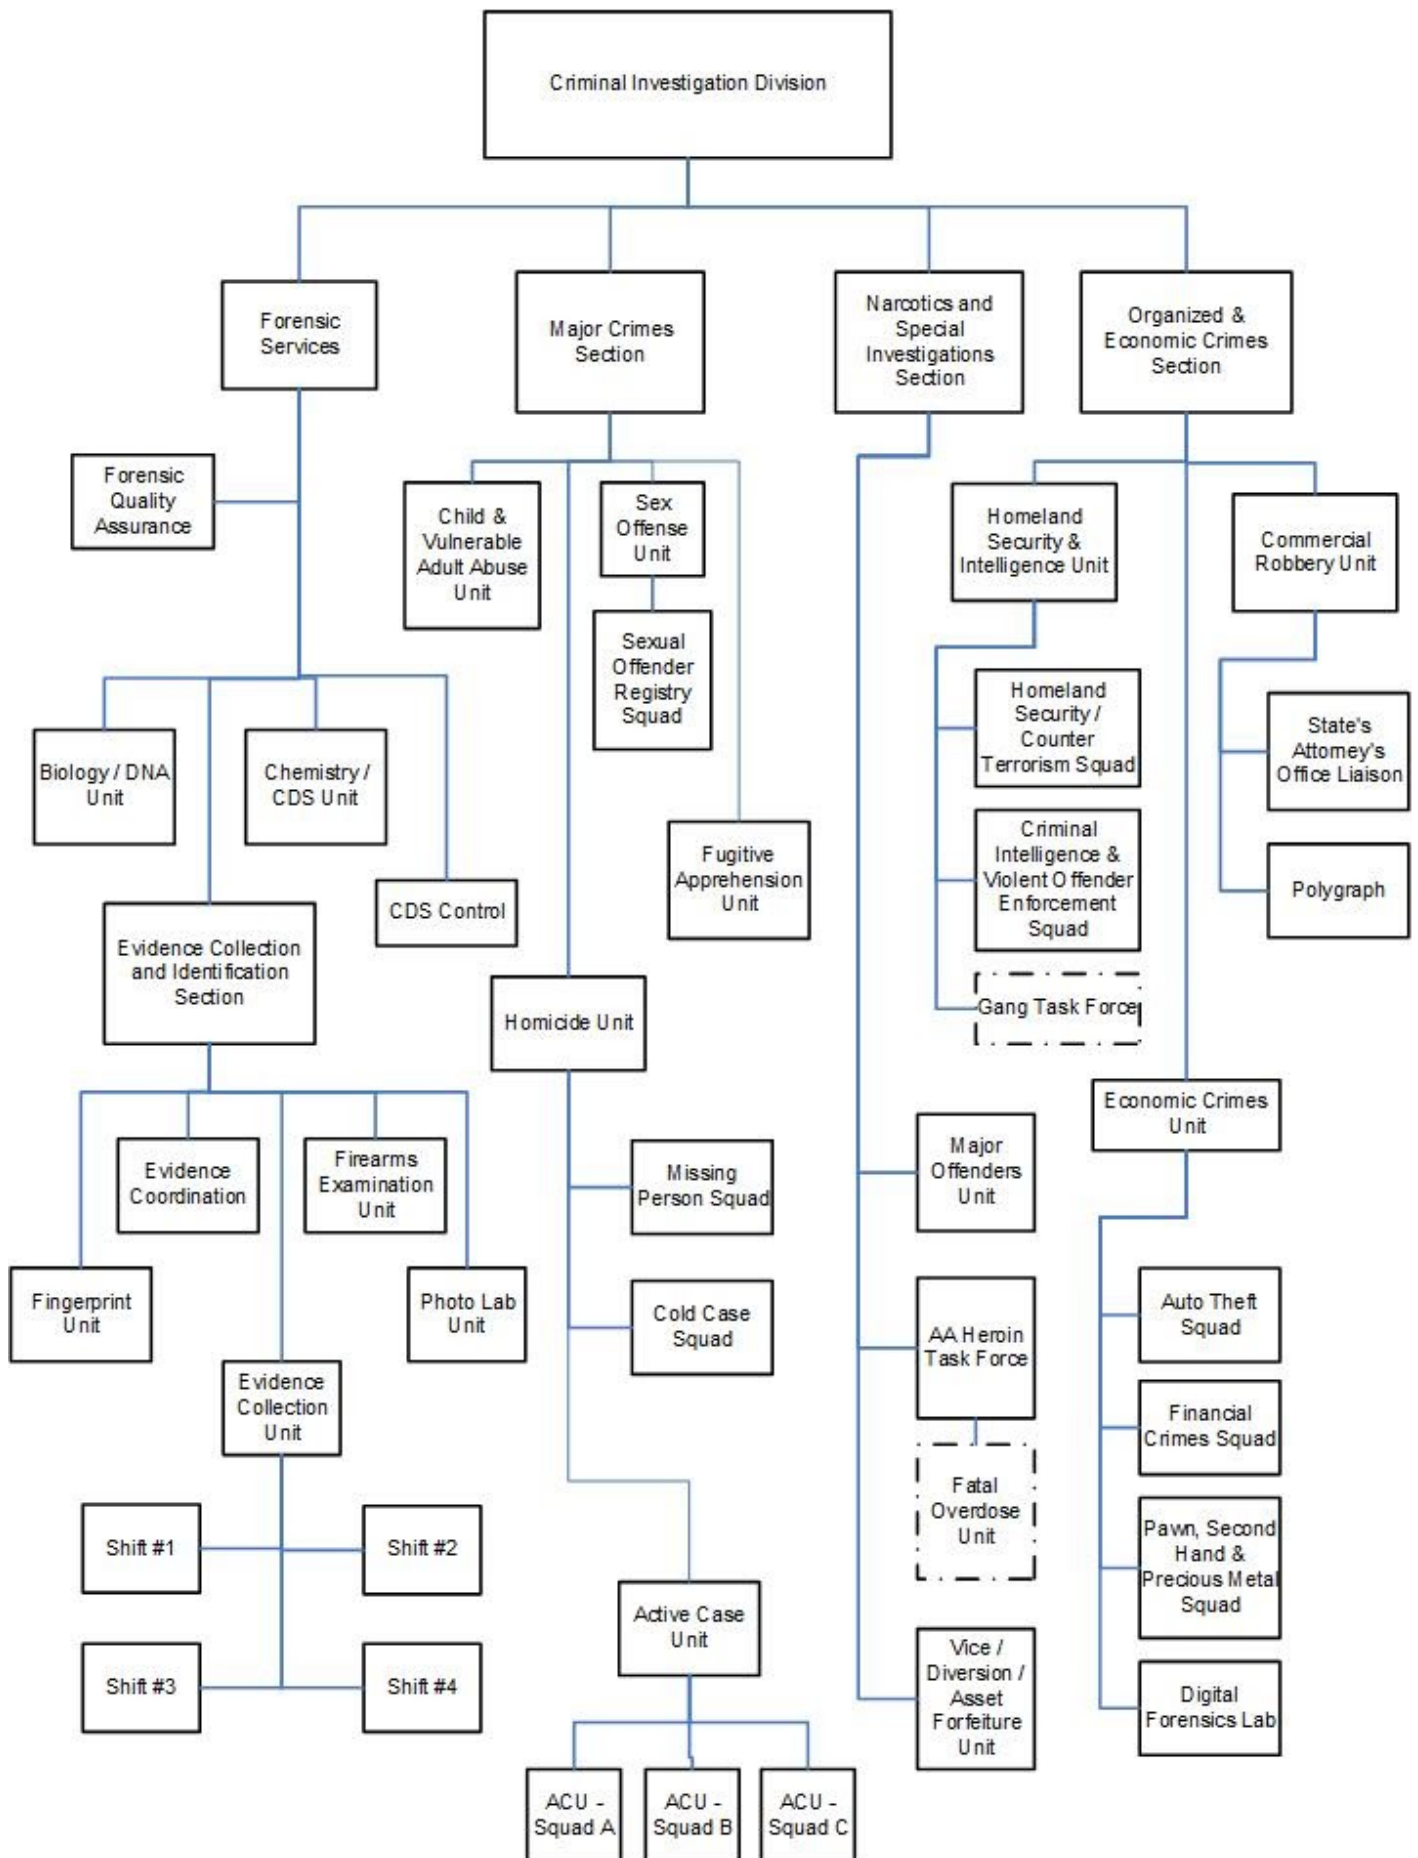 Criminal Investigation Division
Forensic
Services
Major Crimes
Section
Narcotics and
Special
Investigations
Section
Organized &
Economic Crimes
Section
Forensic
Quality
Assurance
Child &
Vulnerable
Adult Abuse
Unit
Sex
Offense
Unit
Homeland
Security &
Intelligence Unit
Commercial
Robbery Unit
Sexual
Offender
Registry
Squad
Homeland
Security /
Counter
Terrorism Squad
State's
Attorney's
Office Liaison
Biology / DNA
Unit
Chemistry /
CDS Unit
Fugitive
Apprehension
Unit
Criminal
Intelligence &
Violent Offender
Enforcement
Squad
Polygraph
CDS Control
Evidence Collection
and Identification
Section
Homicide Unit
Gang Task Force
Economic Crimes
Unit
Evidence
Coordination
Firearms
Examination
Unit
Missing
Person Squad
Major
Offenders
Unit
Fingerprint
Unit
Photo Lab
Unit
Cold Case
Squad
AA Heroin
Task Force
Auto Theft
Squad
Evidence
Collection
Unit
Financial
Crimes Squad
Fatal
Overdose
Unit
Shift #1
Shift #2
Pawn, Second
Hand &
Precious Metal
Squad
Active Case
Unit
Shift #3
Shift #4
Vice /
Diversion /
Asset
Forfeiture
Unit
Digital
Forensics Lab
ACU -
Squad A
ACU -
Squad B
ACU -
Squad C